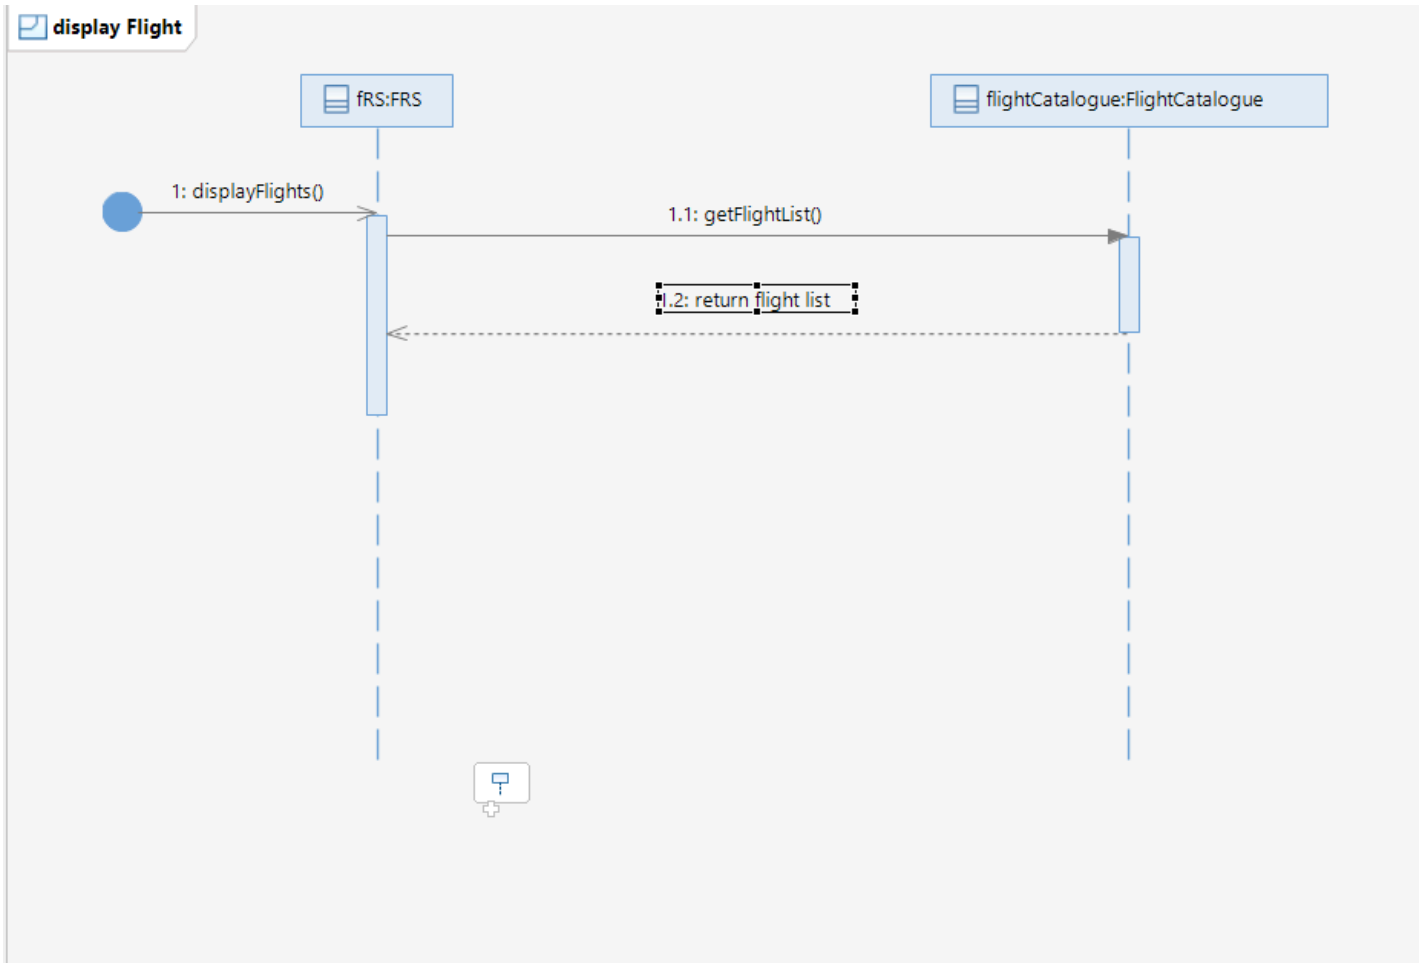 display Flight
fRS:FRS
flightCatalogue:FlightCatalogue
1: displayFlights()
1.1: getFlightList()
1.2: return flight list